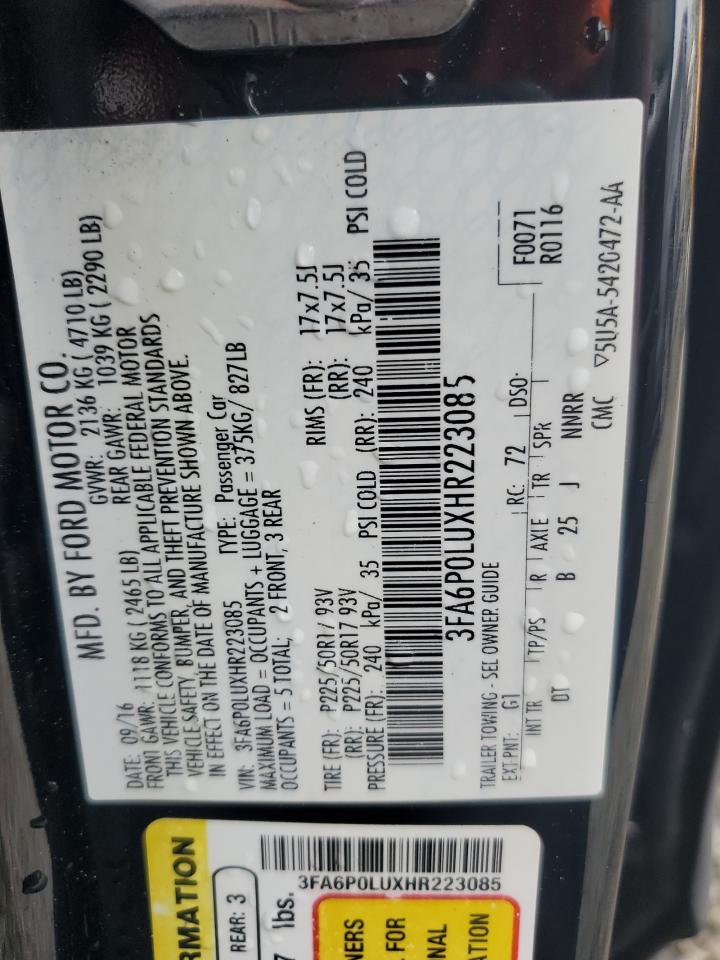 MFD. BY FORD MOTOR CO.
DATE: 09/16 GVWR: 2136 KG ( 4710 LB)
FRONT GAWR: 1118 KG ( 2465 LB) REAR GAWR: 1039 KG ( 2290 LB)
THIS VEHICLE CONFORMS TO ALL APPLICABLE FEDERAL MOTOR
VEHICLE SAFETY, BUMPER, AND THEFT PREVENTION STANDARDS
IN EFFECT ON THE DATE OF MANUFACTURE SHOWN ABOVE.
VIN: 3FA6P0LUXHR223085 TYPE: Passenger Car
MAXIMUM LOAD = OCCUPANTS + LUGGAGE = 375KG/ 827LB
OCCUPANTS = 5 TOTAL; 2 FRONT, 3 REAR
TIRE (FR): P225/50R17 93V RIMS (FR): 17x7.5J
(RR): P225/50R17 93V (RR): 17x7.5J
PRESSURE (FR): 240 kPa/ 35 PSI COLD (RR): 240 kPa/ 35 PSI COLD
3FA6P0LUXHR223085
TRAILER TOWING - SEE OWNER GUIDE
F0071
R0116
EXT PNT: G1 RC: 72 DSO:
INT TR TP/PS R AXLE TR SPR
DT B 25 J NNRR
CMC ▽5U5A-5420472-AA
RMATION
REAR: 3
7 lbs.
3FA6P0LUXHR223085
NERS
FOR
NAL
ATION